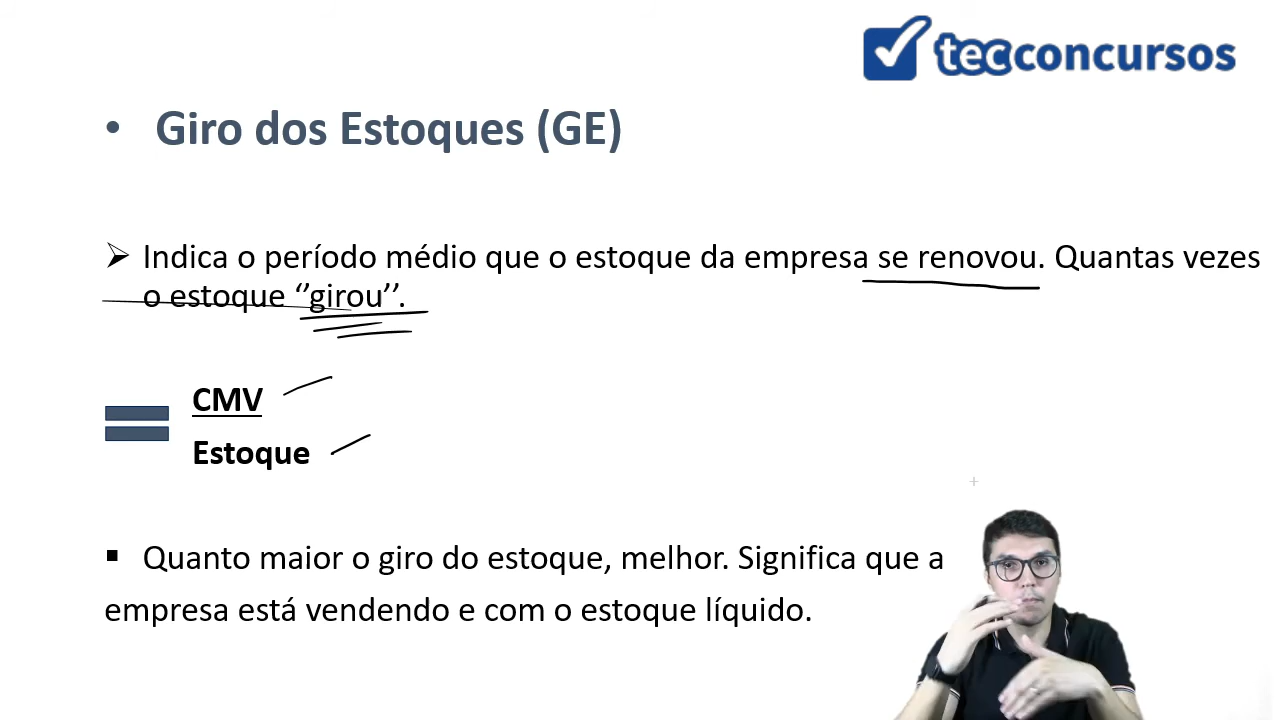 tecconcursos
• Giro dos Estoques (GE)
➢ Indica o período médio que o estoque da empresa se renovou. Quantas vezes
o estoque ‘’girou’’.
CMV
Estoque
▪ Quanto maior o giro do estoque, melhor. Significa que a
empresa está vendendo e com o estoque líquido.